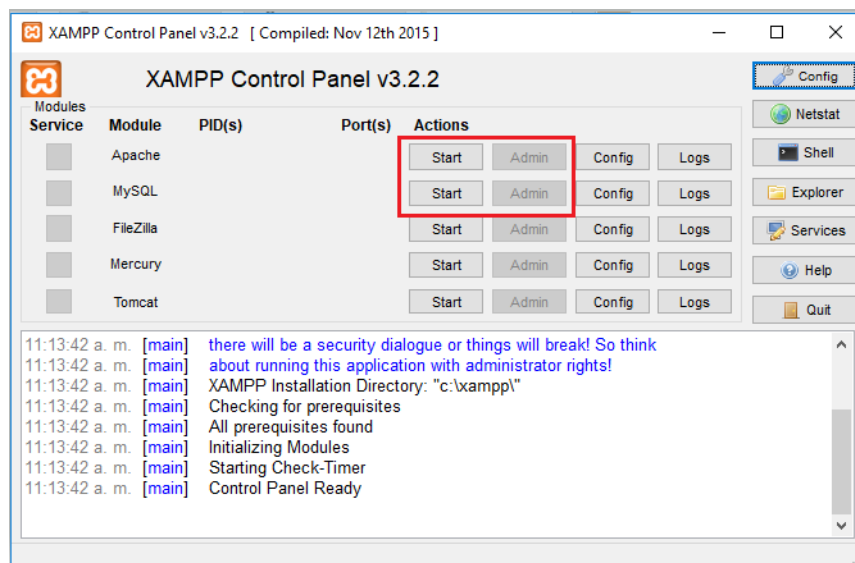 XAMPP Control Panel v3.2.2 [ Compiled: Nov 12th 2015 ]
XAMPP Control Panel v3.2.2
Config
Modules
Service Module PID(s) Port(s) Actions
Netstat
Apache Start Admin Config Logs
Shell
MySQL Start Admin Config Logs
Explorer
FileZilla Start Admin Config Logs
Services
Mercury Start Admin Config Logs
Help
Tomcat Start Admin Config Logs
Quit
11:13:42 a. m. [main] there will be a security dialogue or things will break! So think
11:13:42 a. m. [main] about running this application with administrator rights!
11:13:42 a. m. [main] XAMPP Installation Directory: "c:\xampp\"
11:13:42 a. m. [main] Checking for prerequisites
11:13:42 a. m. [main] All prerequisites found
11:13:42 a. m. [main] Initializing Modules
11:13:42 a. m. [main] Starting Check-Timer
11:13:42 a. m. [main] Control Panel Ready